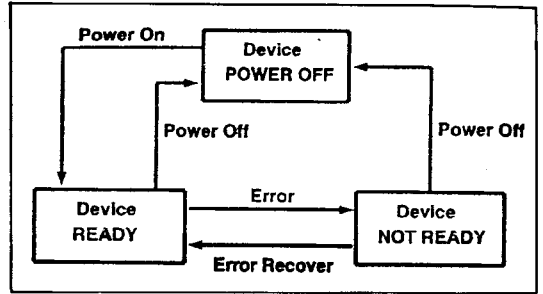 Power On
Device
POWER OFF
Power Off
Power Off
Device
READY
Error
Device
NOT READY
Error Recover